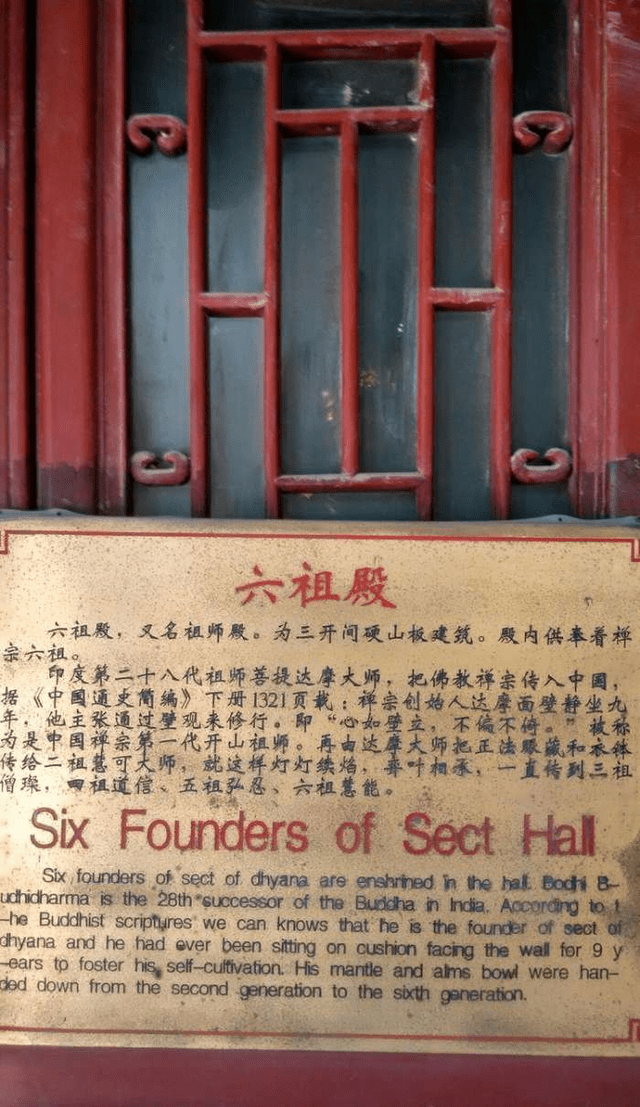 六祖殿
六祖殿，又名祖师殿。为三开间硬山板建筑。殿内供奉着禅
宗六祖。
印度第二十八代祖师菩提达摩大师，把佛教禅宗传入中国，
据《中國通史简编》下册1321页载：禅宗创始人达摩面壁静坐九
年，他主张通过壁观来修行。即“心如壁立，不偏不倚。”被称
为是中国禅宗第一代开山祖师。再由达摩大师把正法眼藏和衣钵
传给二祖慧可大师，就这样灯灯续焰，奕叶相承，一直传到三祖
僧璨，四祖道信、五祖弘忍、六祖慧能。
Six Founders of Sect Hall
Six founders of sect of dhyana are enshrined in the hall. Bodhi B-
udhidharma is the 28th successor of the Buddha in India. According to t
-he Buddhist scriptures we can knows that he is the founder of sect of
dhyana and he had ever been sitting on cushion facing the wall for 9 y
-ears to foster his self-cultivation. His mantle and alms bowl were han-
ded down from the second generation to the sixth generation.